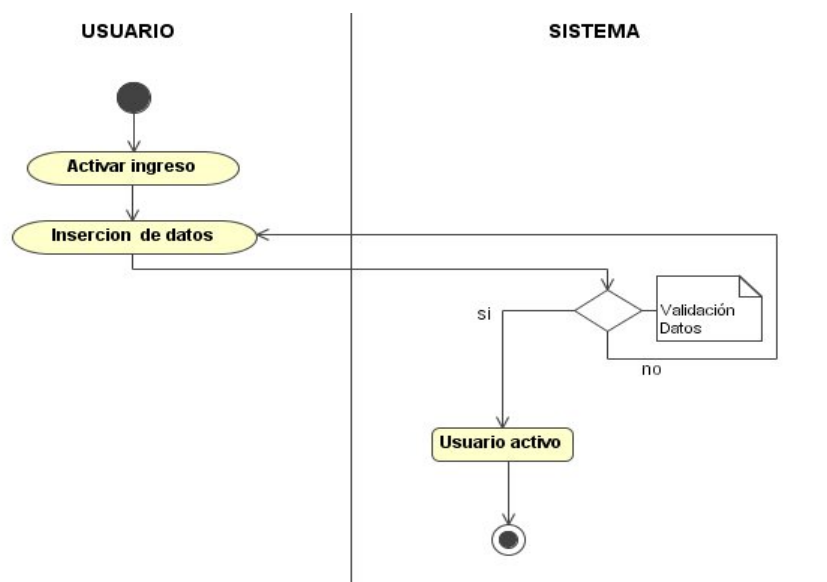 USUARIO
SISTEMA
Activar ingreso
Insercion de datos
si
Validación
Datos
no
Usuario activo